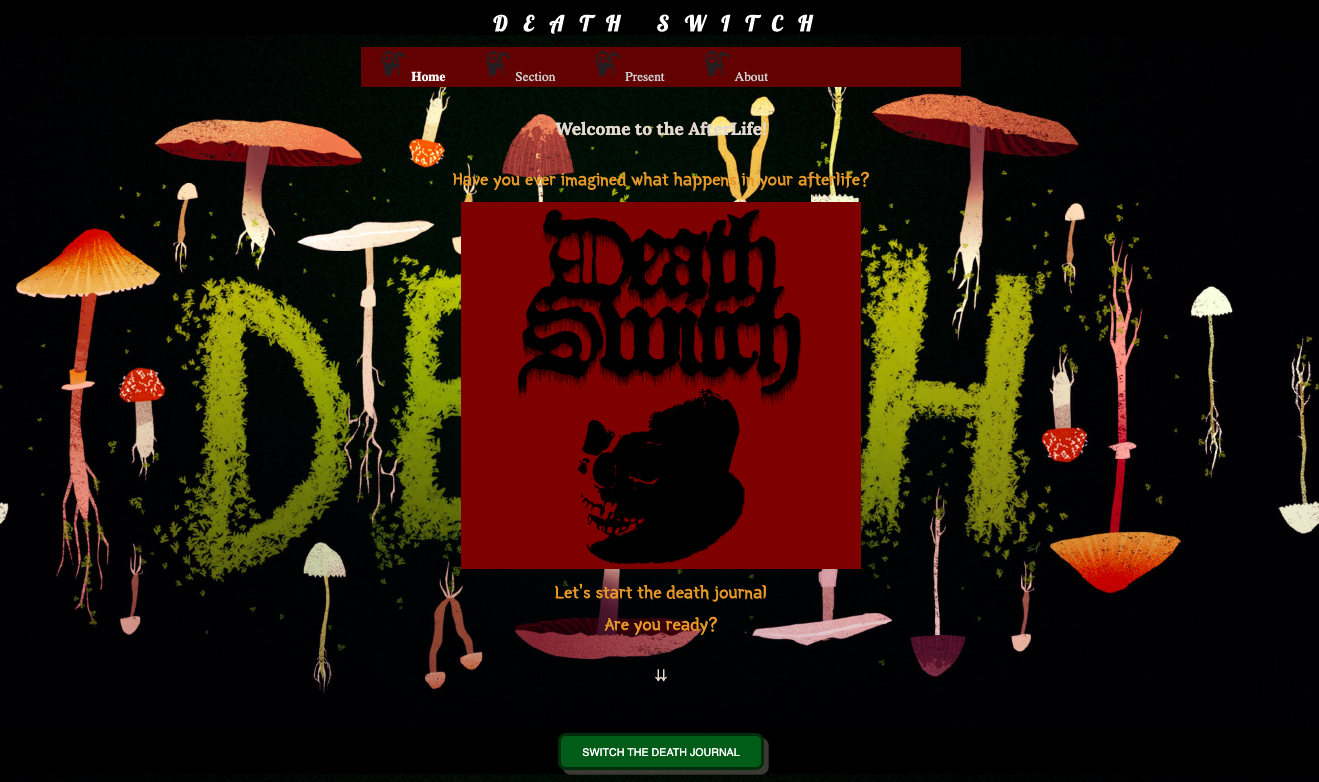 DEATH SWITCH
Home Section Present About
Welcome to the AfterLife!
Have you ever imagined what happens in your afterlife?
Death
Switch
DE H
Let's start the death journal
Are you ready?
⇊
SWITCH THE DEATH JOURNAL